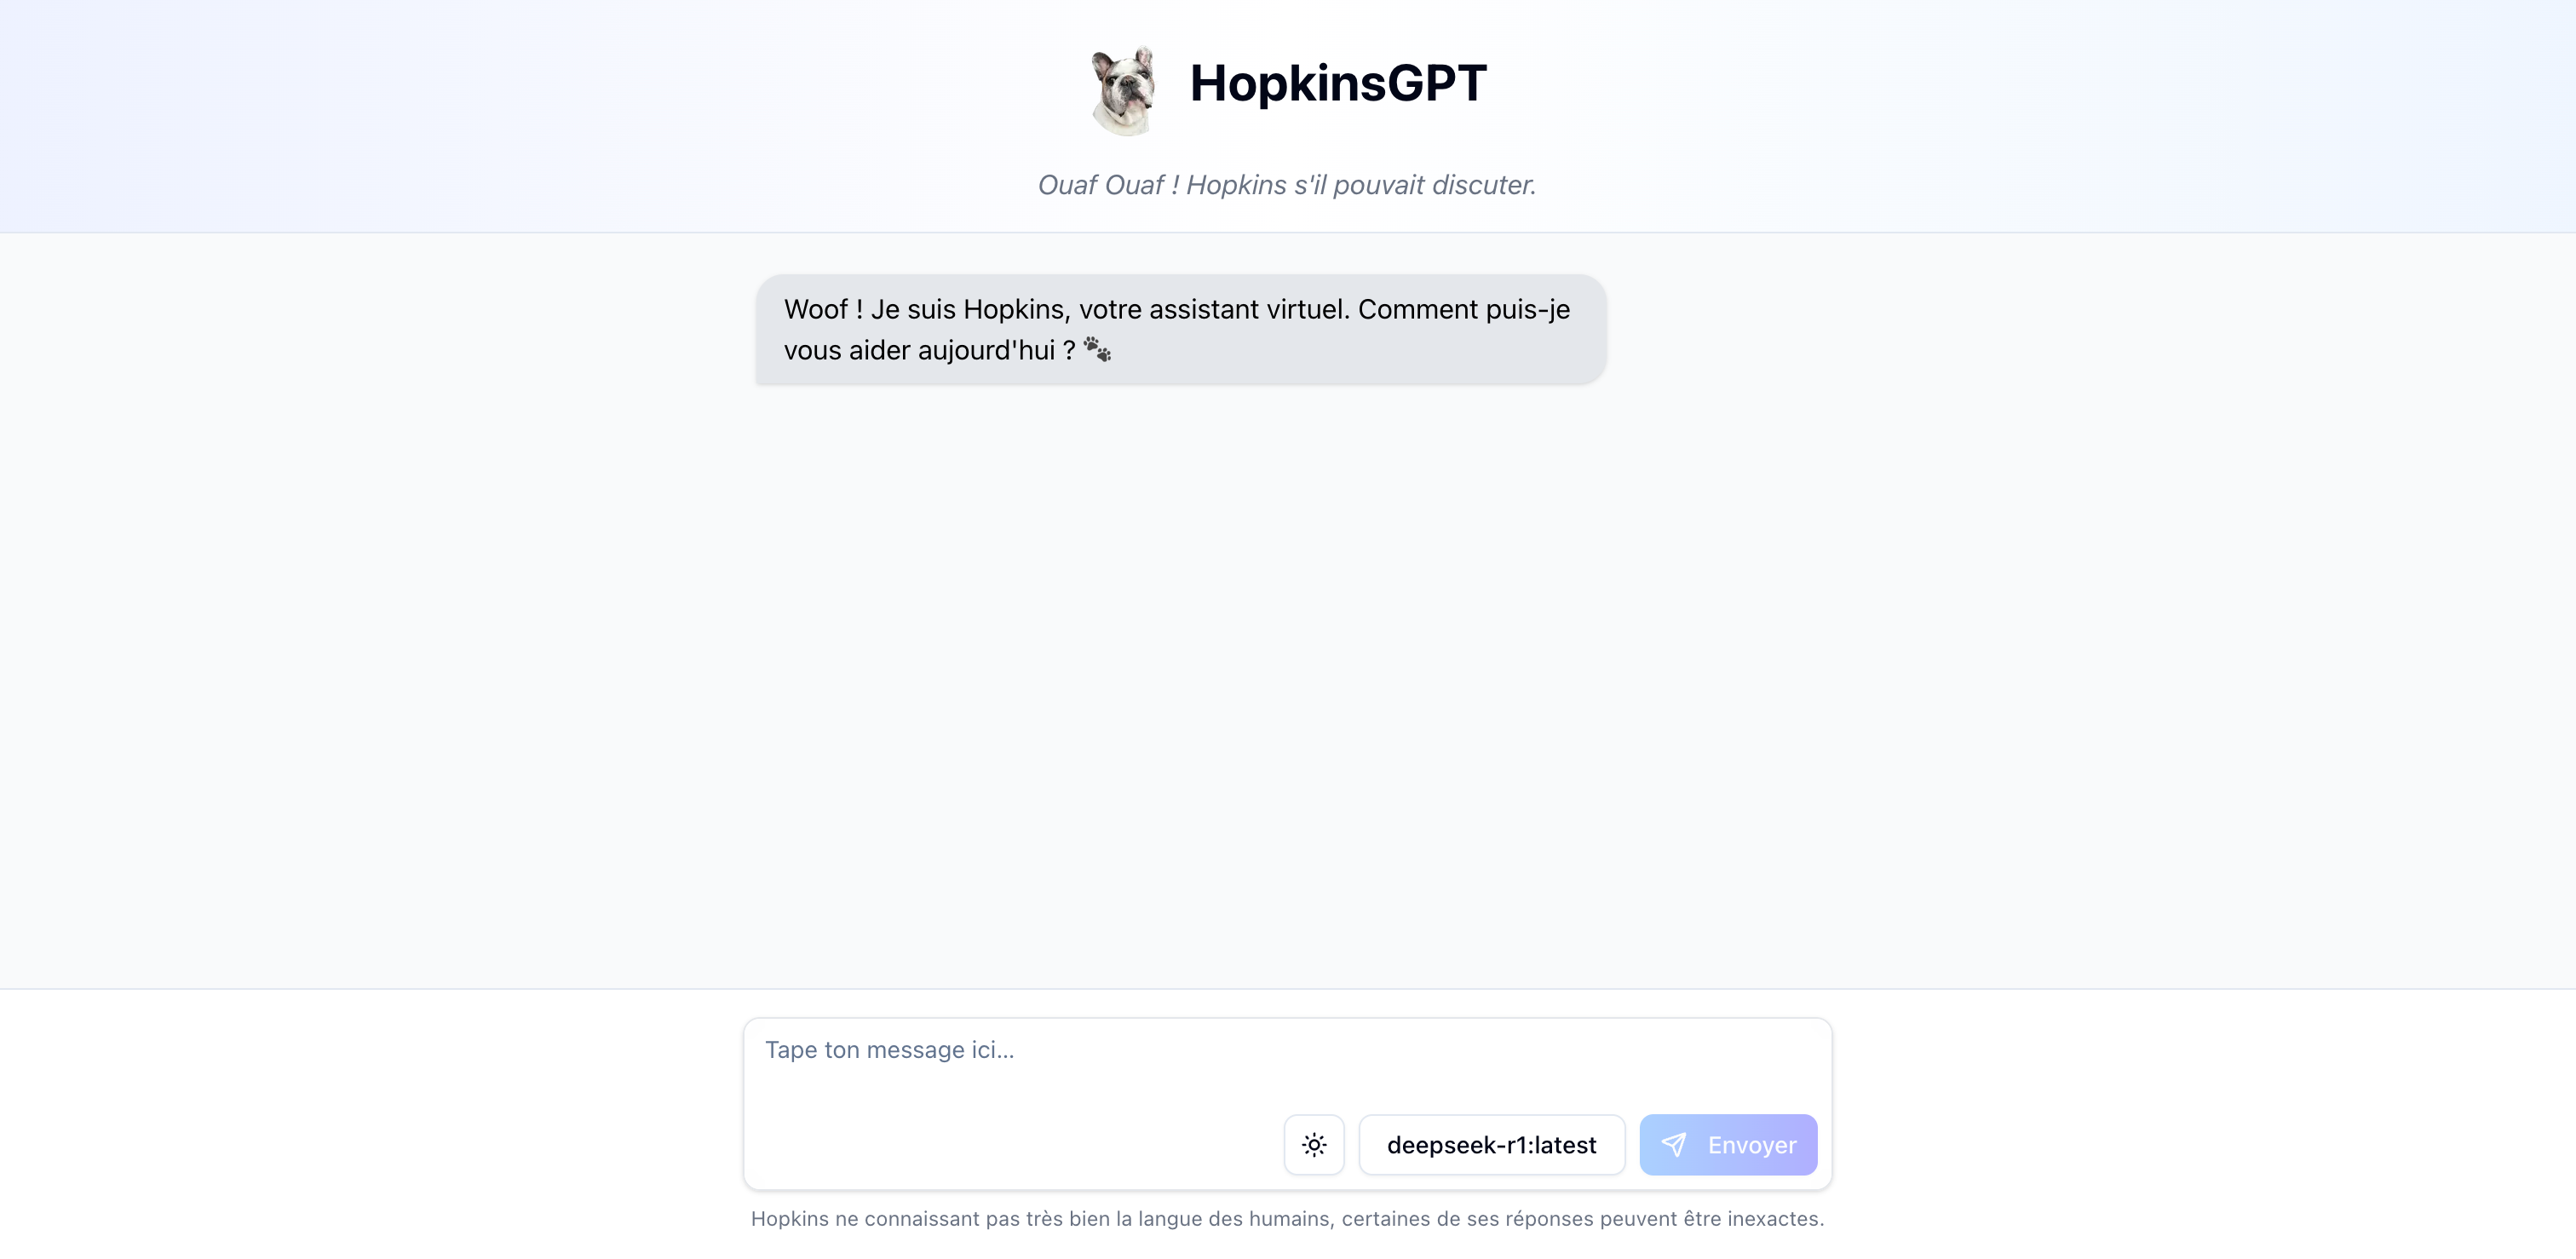 HopkinsGPT
Ouaf Ouaf ! Hopkins s'il pouvait discuter.
Woof ! Je suis Hopkins, votre assistant virtuel. Comment puis-je
vous aider aujourd'hui ? 🐾
Tape ton message ici...
deepseek-r1:latest
Envoyer
Hopkins ne connaissant pas très bien la langue des humains, certaines de ses réponses peuvent être inexactes.